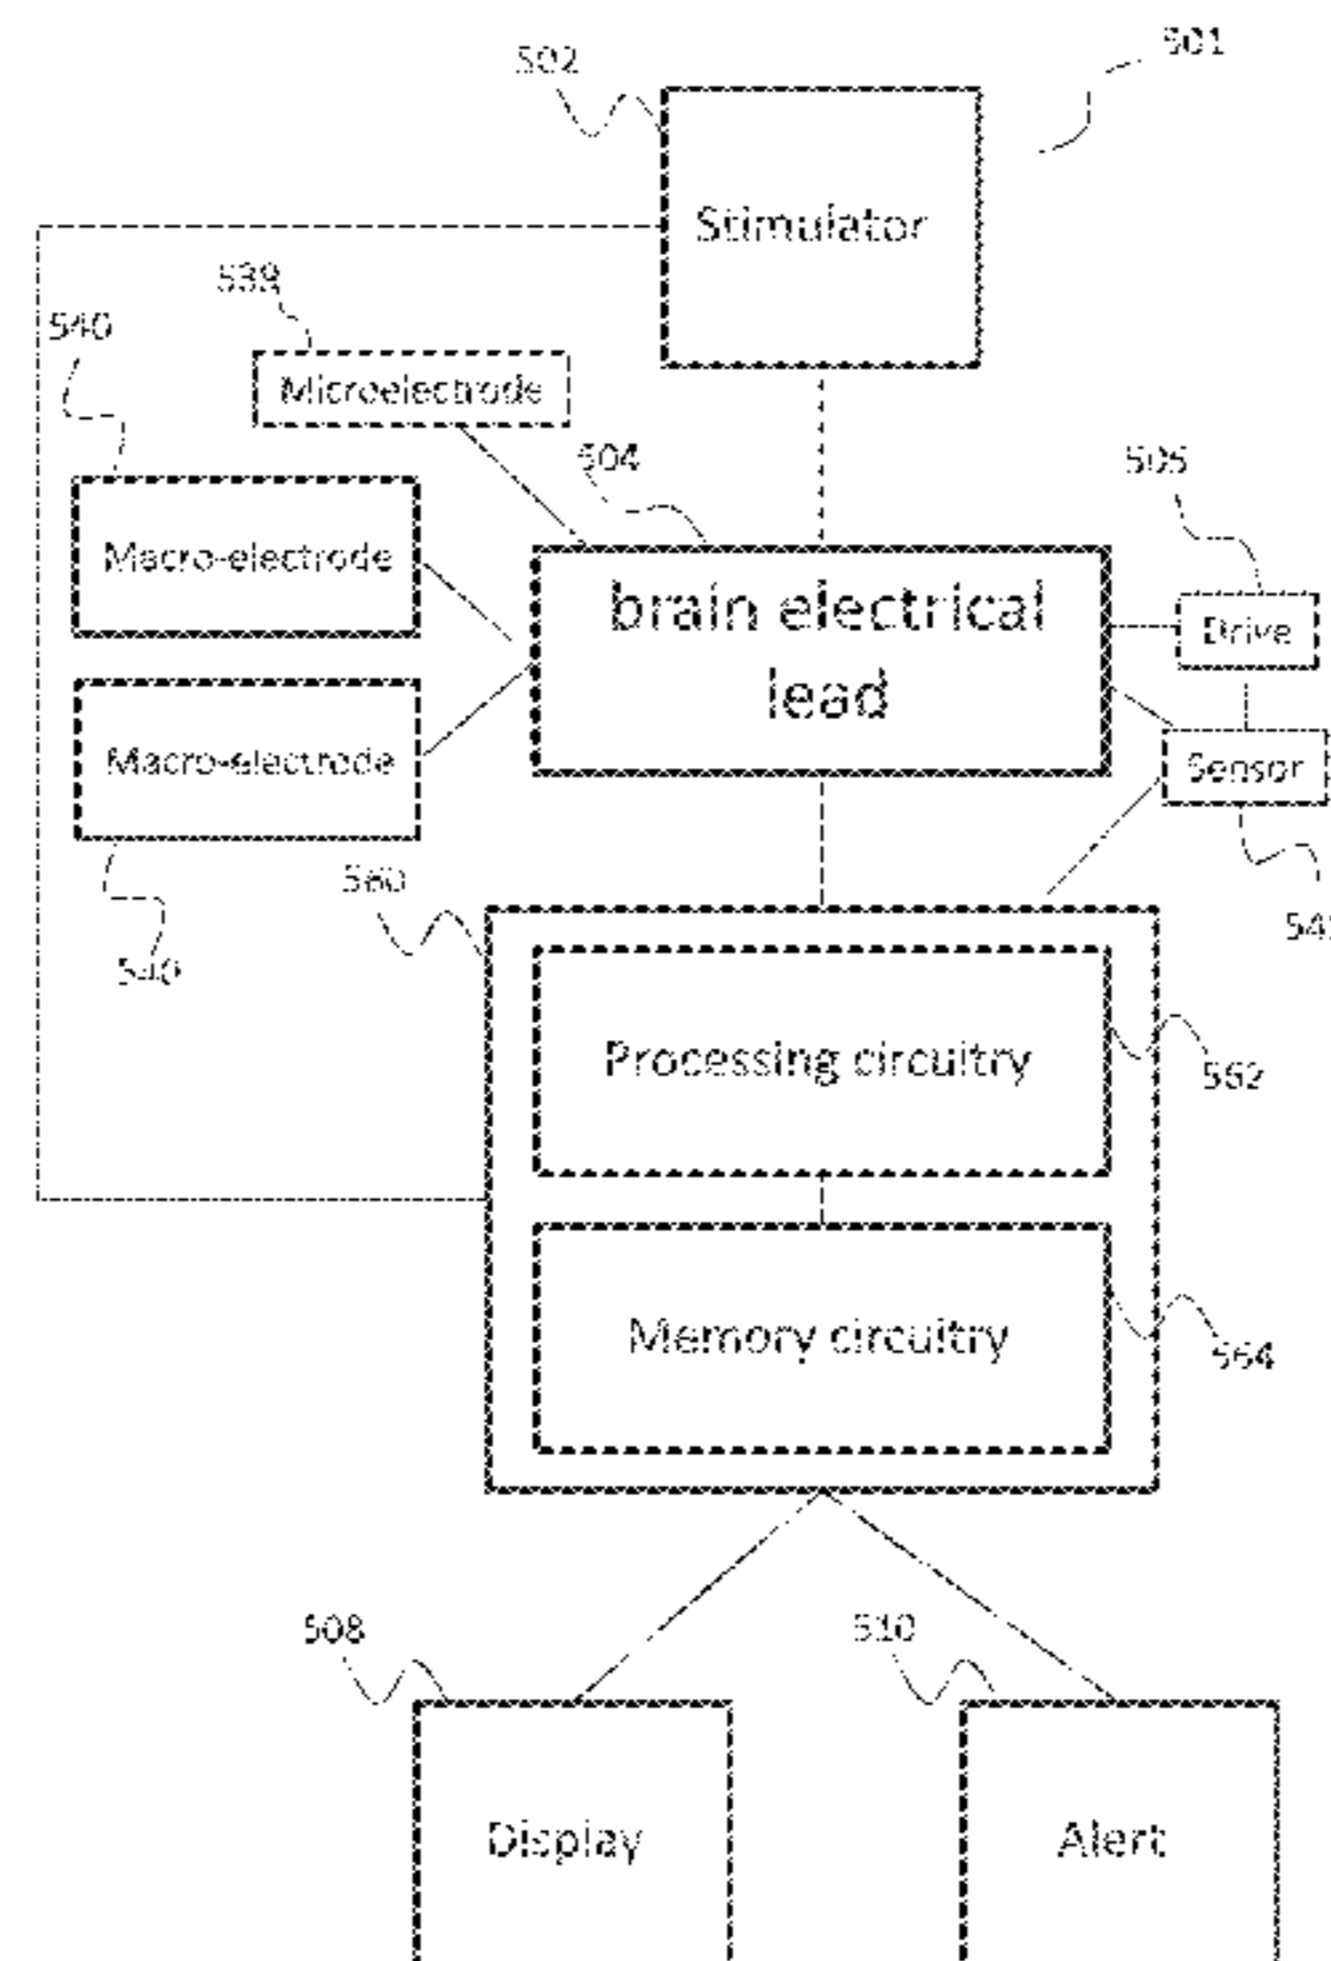 501
502
Stimulator
539
540
Microelectrode
504
505
Macro-electrode
brain electrical
lead
Drive
Macro-electrode
Sensor
560
540
Processing circuitry
562
Memory circuitry
564
508
510
Display
Alert